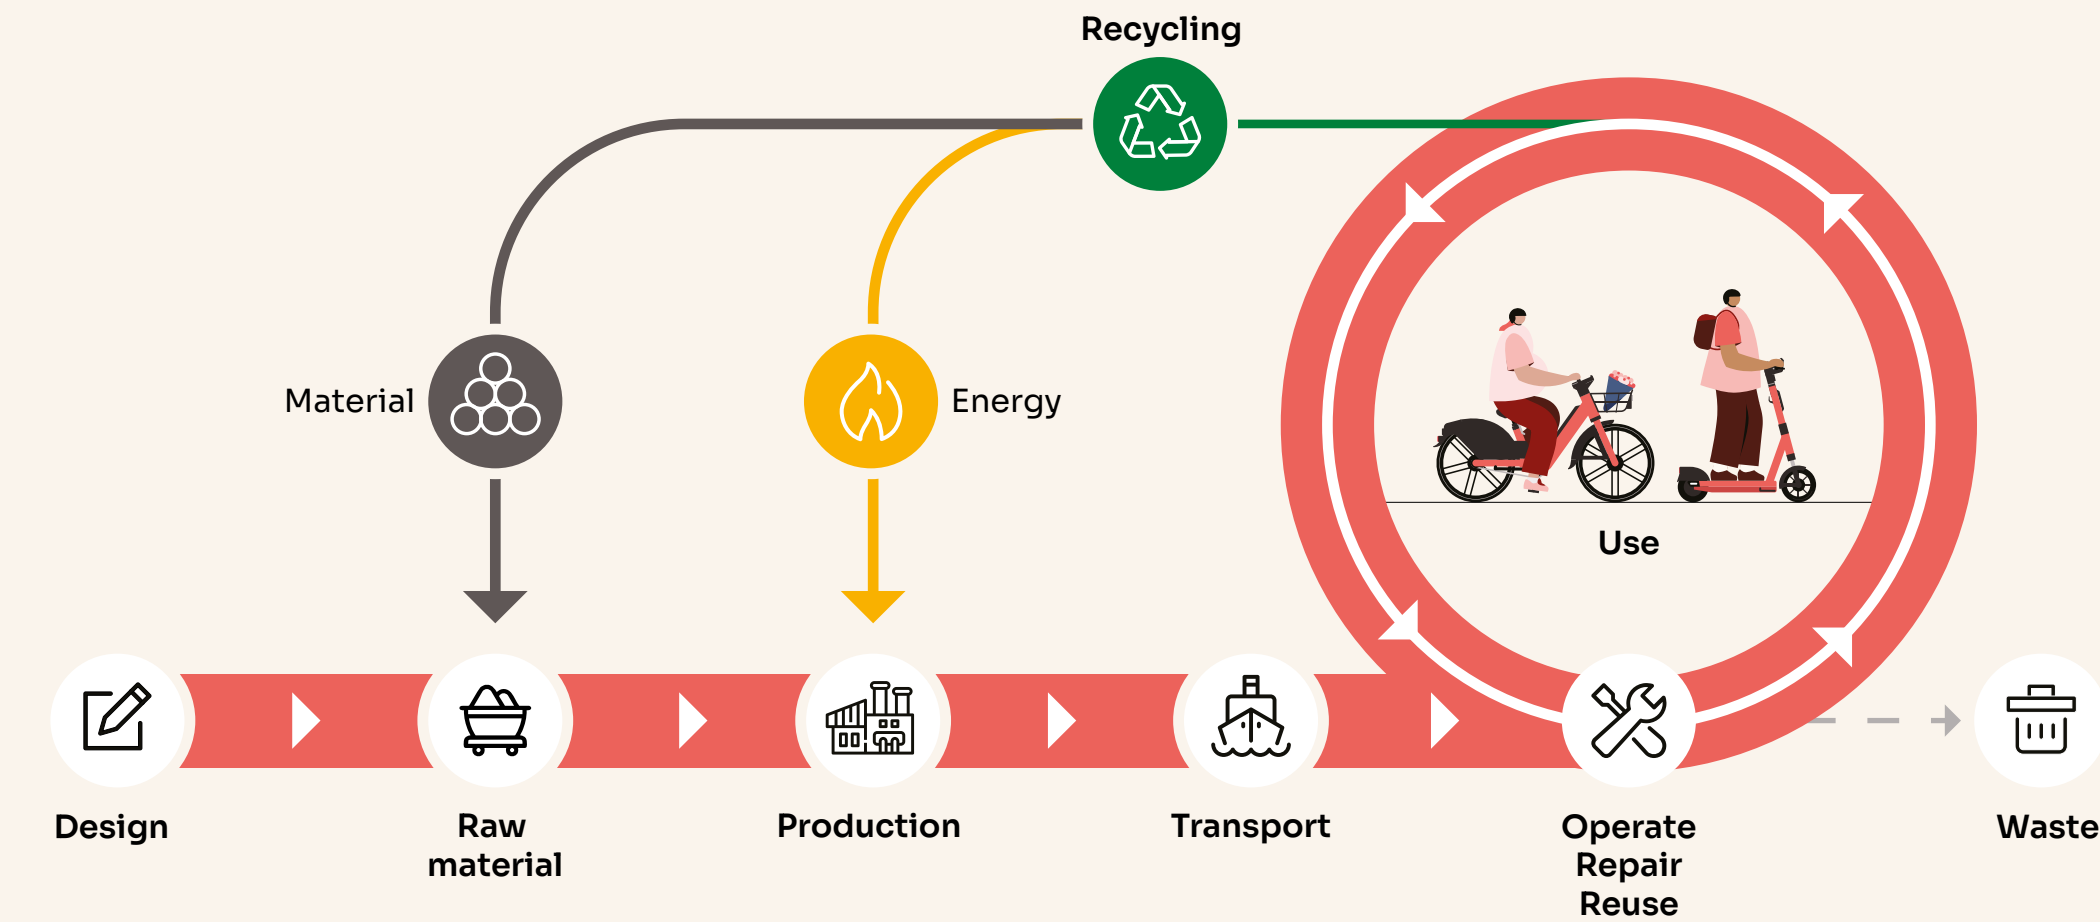 Recycling
Material
Energy
Use
Design
Raw
material
Production
Transport
Operate
Repair
Reuse
Waste